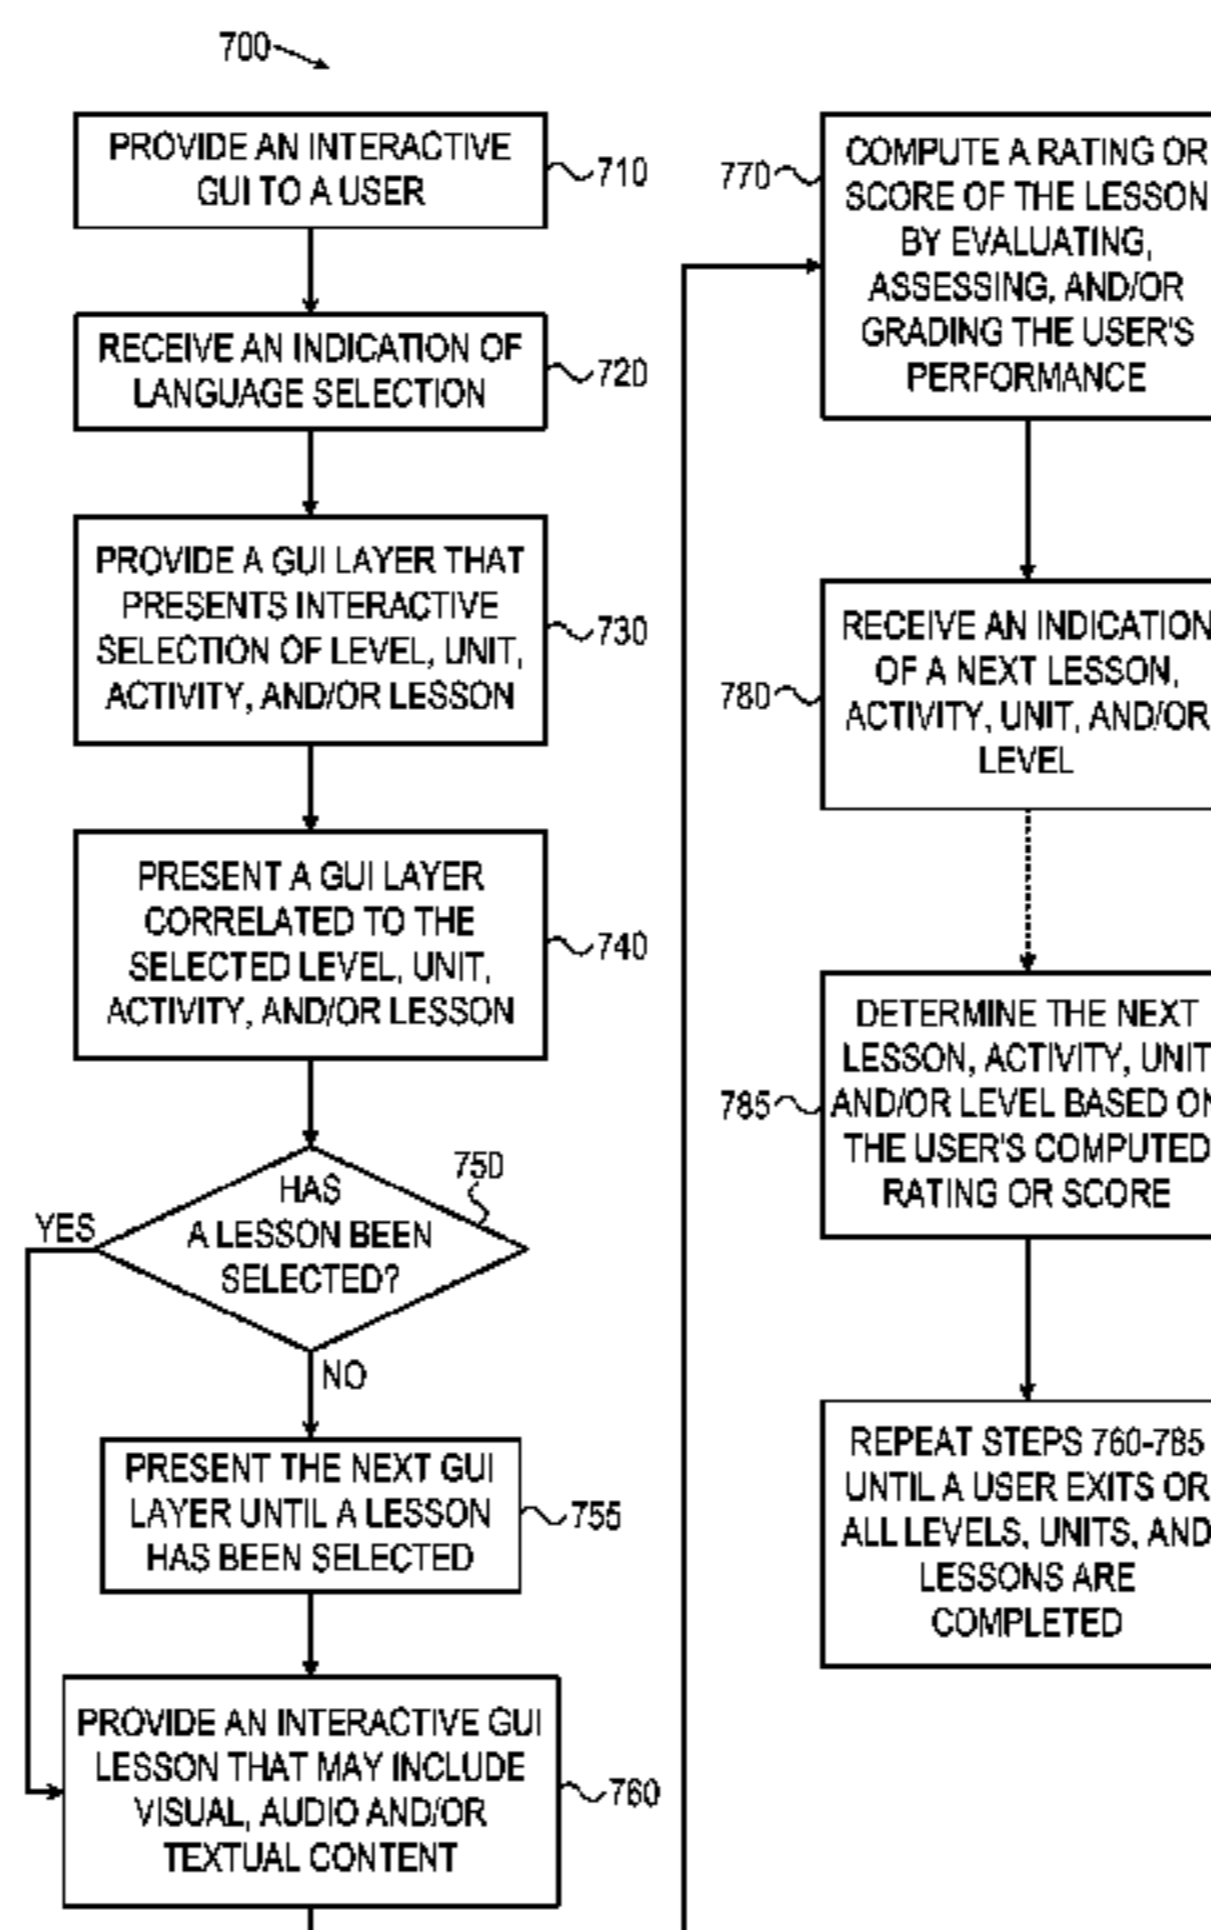 700
PROVIDE AN INTERACTIVE
GUI TO A USER
710
RECEIVE AN INDICATION OF
LANGUAGE SELECTION
720
PROVIDE A GUI LAYER THAT
PRESENTS INTERACTIVE
SELECTION OF LEVEL, UNIT,
ACTIVITY, AND/OR LESSON
730
PRESENT A GUI LAYER
CORRELATED TO THE
SELECTED LEVEL, UNIT,
ACTIVITY, AND/OR LESSON
740
750
HAS
A LESSON BEEN
SELECTED?
YES
NO
PRESENT THE NEXT GUI
LAYER UNTIL A LESSON
HAS BEEN SELECTED
755
PROVIDE AN INTERACTIVE GUI
LESSON THAT MAY INCLUDE
VISUAL, AUDIO AND/OR
TEXTUAL CONTENT
760
770
COMPUTE A RATING OR
SCORE OF THE LESSON
BY EVALUATING,
ASSESSING, AND/OR
GRADING THE USER'S
PERFORMANCE
780
RECEIVE AN INDICATION
OF A NEXT LESSON,
ACTIVITY, UNIT, AND/OR
LEVEL
785
DETERMINE THE NEXT
LESSON, ACTIVITY, UNIT
AND/OR LEVEL BASED ON
THE USER'S COMPUTED
RATING OR SCORE
REPEAT STEPS 760-785
UNTIL A USER EXITS OR
ALL LEVELS, UNITS, AND
LESSONS ARE
COMPLETED